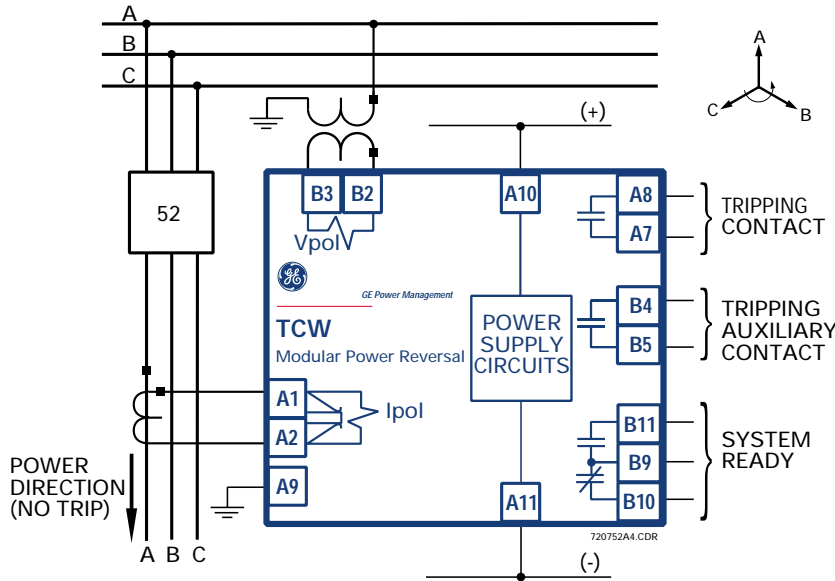 A
B
C
(+)
A
C
B
52
B3 B2
Vpol
A10
A8
A7
TRIPPING
CONTACT
GE
GE Power Management
TCW
Modular Power Reversal
POWER
SUPPLY
CIRCUITS
B4
B5
TRIPPING
AUXILIARY
CONTACT
A1
A2
Ipol
A9
B11
B9
B10
SYSTEM
READY
POWER
DIRECTION
(NO TRIP)
A11
720752A4.CDR
A B C
(-)